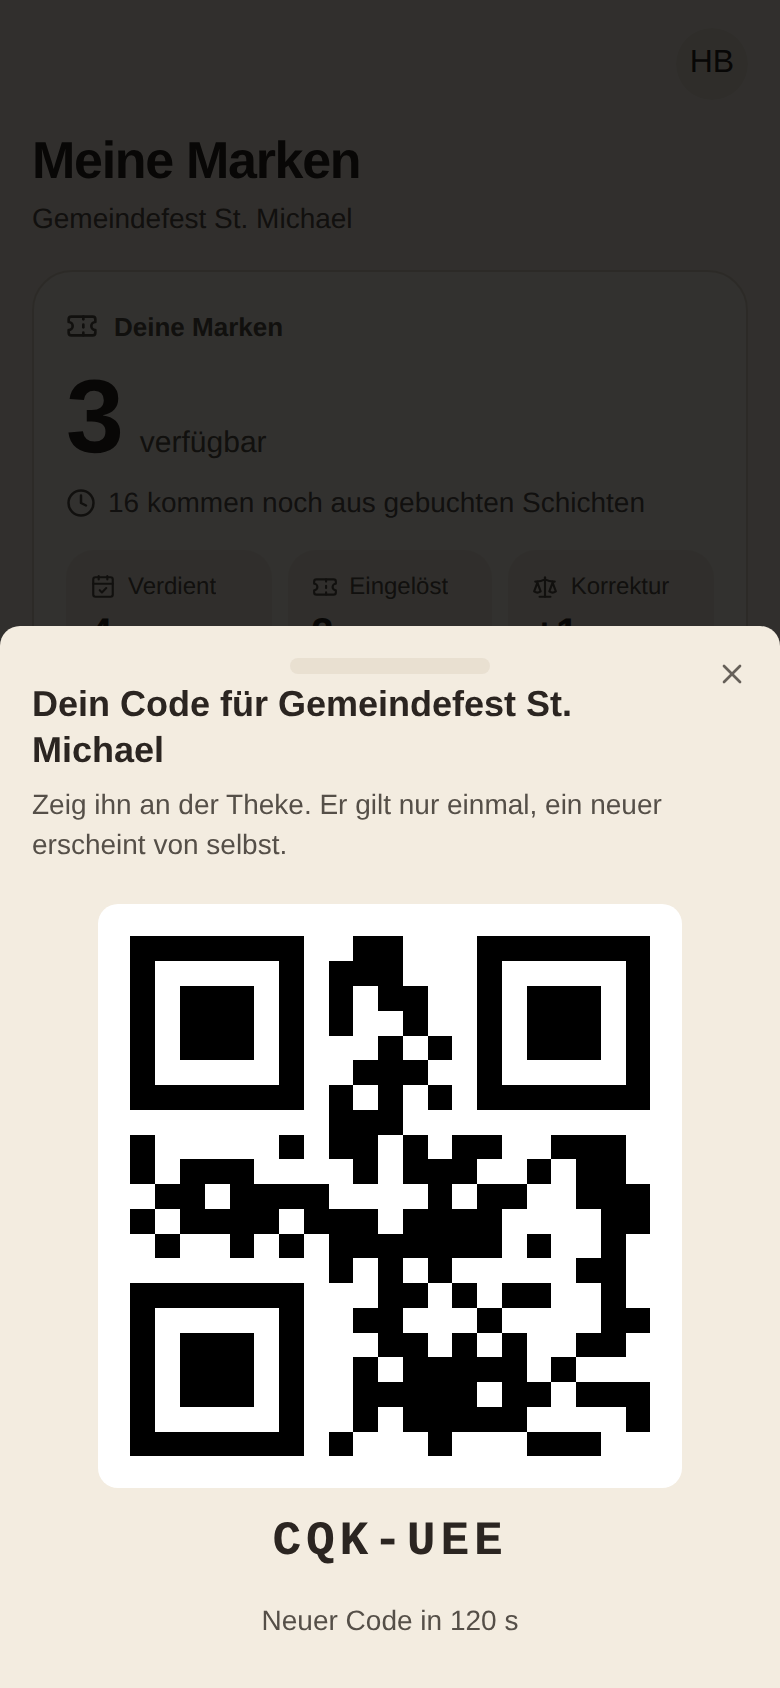 HB
Meine Marken
Gemeindefest St. Michael
Deine Marken
3 verfügbar
16 kommen noch aus gebuchten Schichten
Verdient
Eingelöst
Korrektur
Dein Code für Gemeindefest St.
Michael
Zeig ihn an der Theke. Er gilt nur einmal, ein neuer
erscheint von selbst.
CQK-UEE
Neuer Code in 120 s